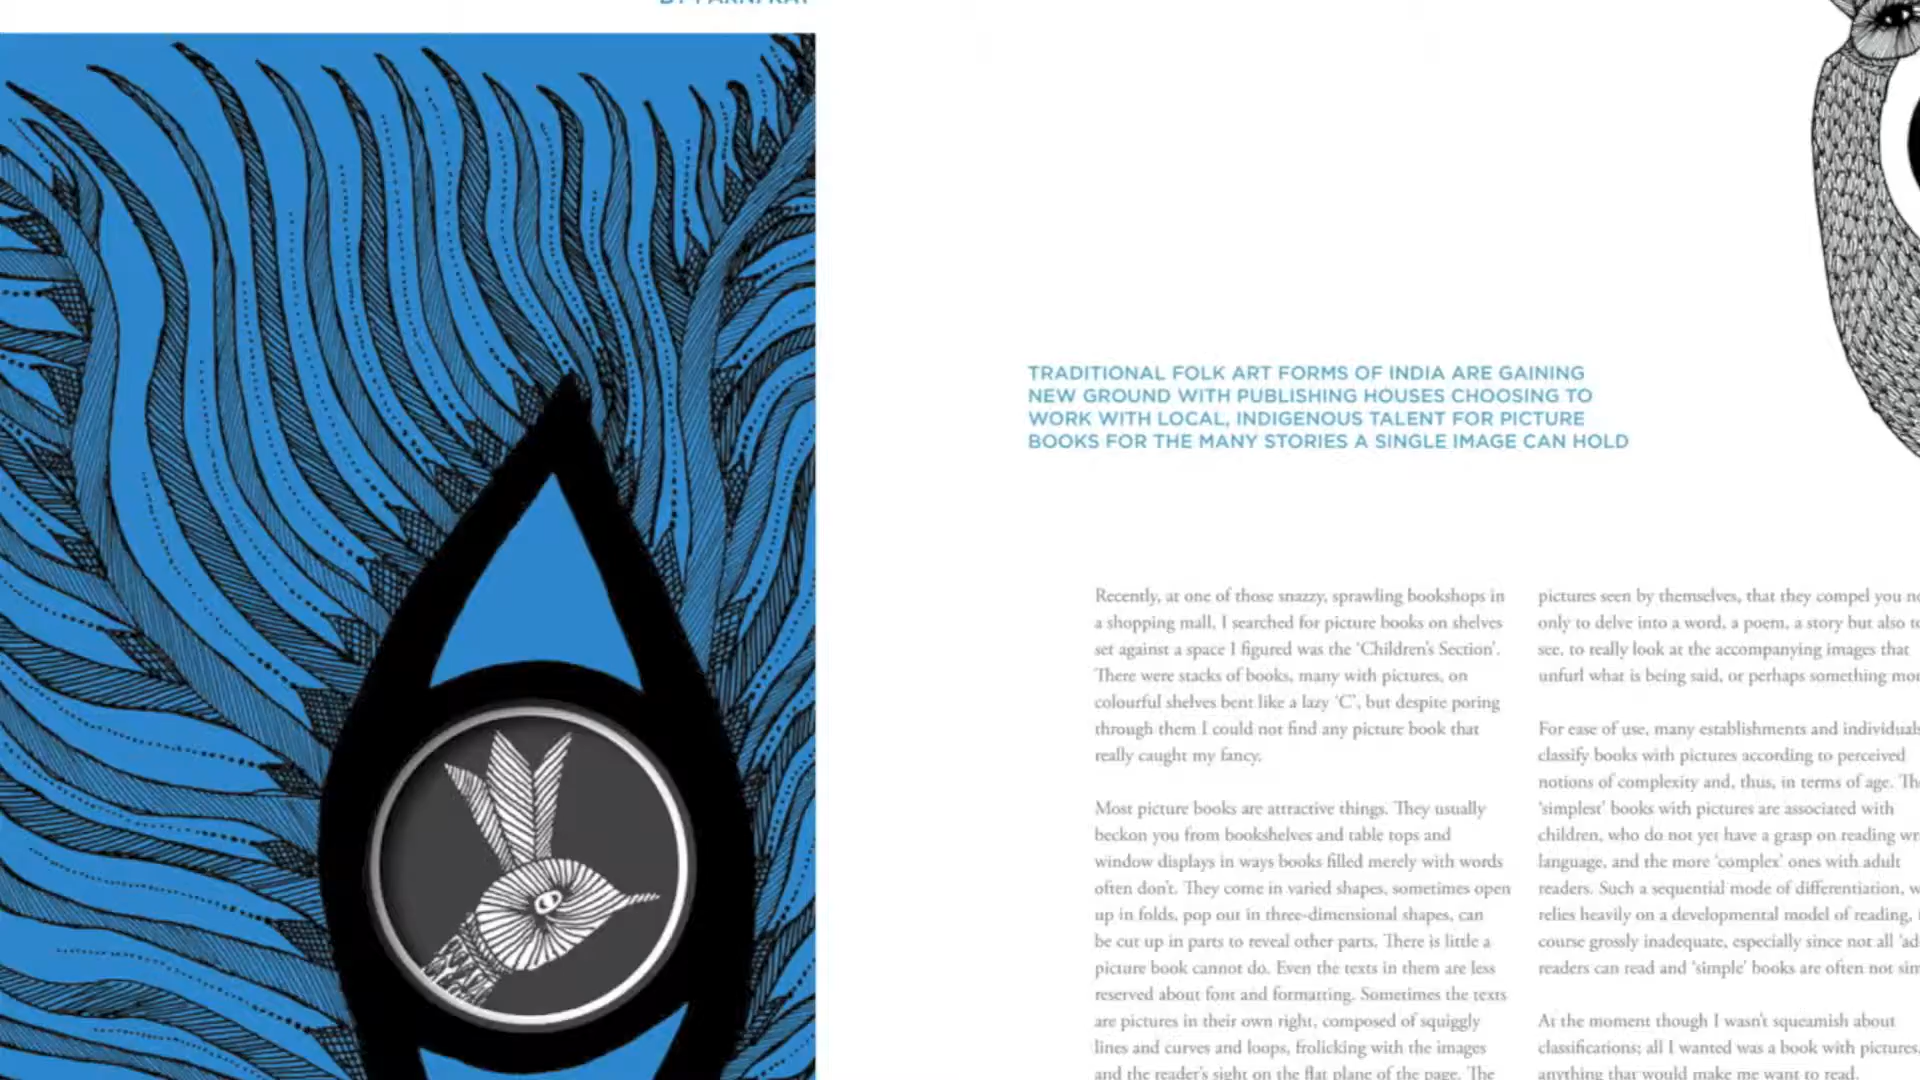 TRADITIONAL FOLK ART FORMS OF INDIA ARE GAINING
NEW GROUND WITH PUBLISHING HOUSES CHOOSING TO
WORK WITH LOCAL, INDIGENOUS TALENT FOR PICTURE
BOOKS FOR THE MANY STORIES A SINGLE IMAGE CAN HOLD
Recently, at one of those snazzy, sprawling bookshops in
a shopping mall, I searched for picture books on shelves
set against a space I figured was the 'Children's Section'.
There were stacks of books, many with pictures, on
colourful shelves bent like a lazy 'C', but despite poring
through them I could not find any picture book that
really caught my fancy.
Most picture books are attractive things. They usually
beckon you from bookshelves and table tops and
window displays in ways books filled merely with words
often don't. They come in varied shapes, sometimes open
up in folds, pop out in three-dimensional shapes, can
be cut up in parts to reveal other parts. There is little a
picture book cannot do. Even the texts in them are less
reserved about font and formatting. Sometimes the texts
are pictures in their own right, composed of squiggly
lines and curves and loops, frolicking with the images
and the reader's sight on the flat plane of the page. The
pictures seen by themselves, that they compel you
only to delve into a word, a poem, a story but also
see, to really look at the accompanying images that
unfurl what is being said, or perhaps something
For ease of use, many establishments and individuals
classify books with pictures according to perceived
notions of complexity and, thus, in terms of age.
'simplest' books with pictures are associated with
children, who do not yet have a grasp on reading
language, and the more 'complex' ones with adult
readers. Such a sequential mode of differentiation,
relies heavily on a developmental model of reading,
course grossly inadequate, especially since not all
readers can read and 'simple' books are often not
At the moment though I wasn't squeamish about
classifications; all I wanted was a book with pictures,
anything that would make me want to read.